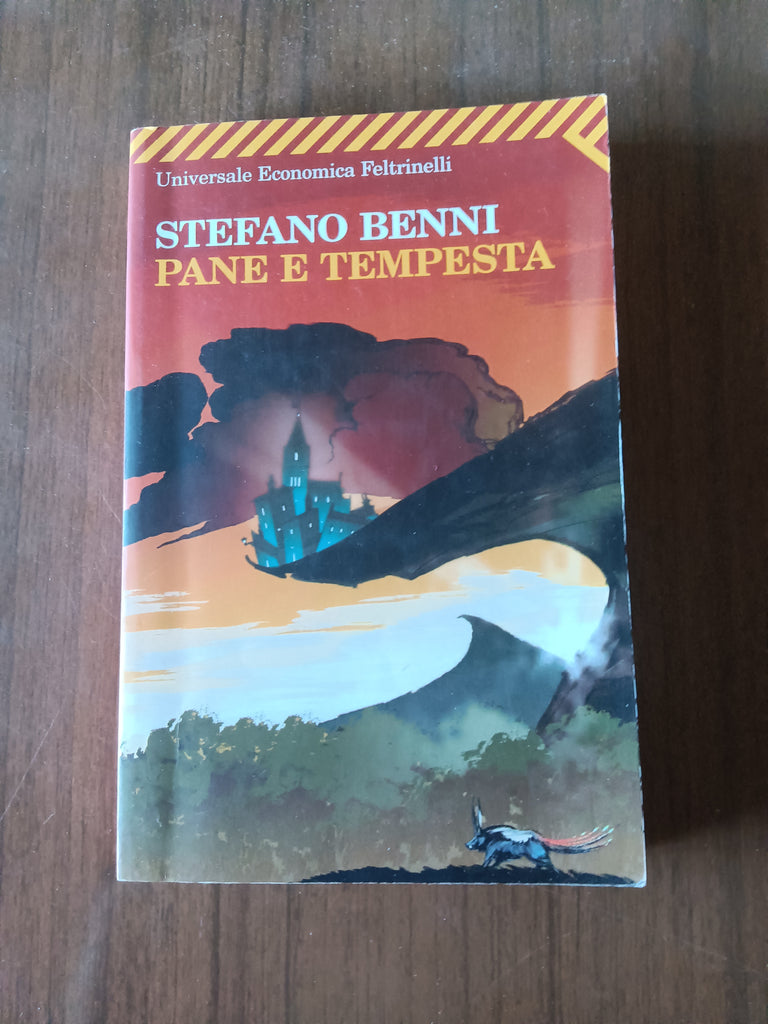 Universale Economica Feltrinelli
STEFANO BENNI
PANE E TEMPESTA